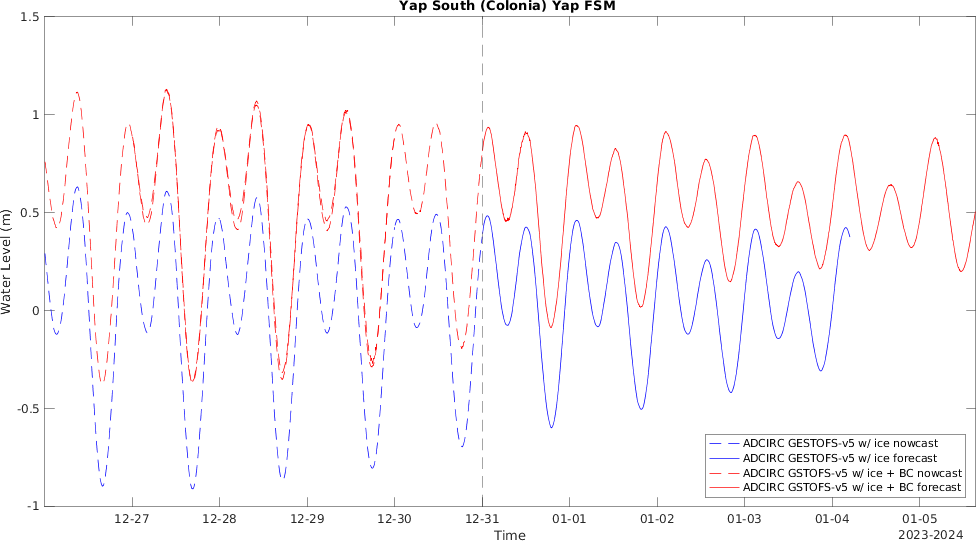 Yap South (Colonia) Yap FSM
1.5
1
0.5
0
-0.5
-1
Water Level (m)
12-27 12-28 12-29 12-30 12-31 01-01 01-02 01-03 01-04 01-05
Time
2023-2024
ADCIRC GESTOFS-v5 w/ ice nowcast
ADCIRC GESTOFS-v5 w/ ice forecast
ADCIRC GSTOFS-v5 w/ ice + BC nowcast
ADCIRC GSTOFS-v5 w/ ice + BC forecast